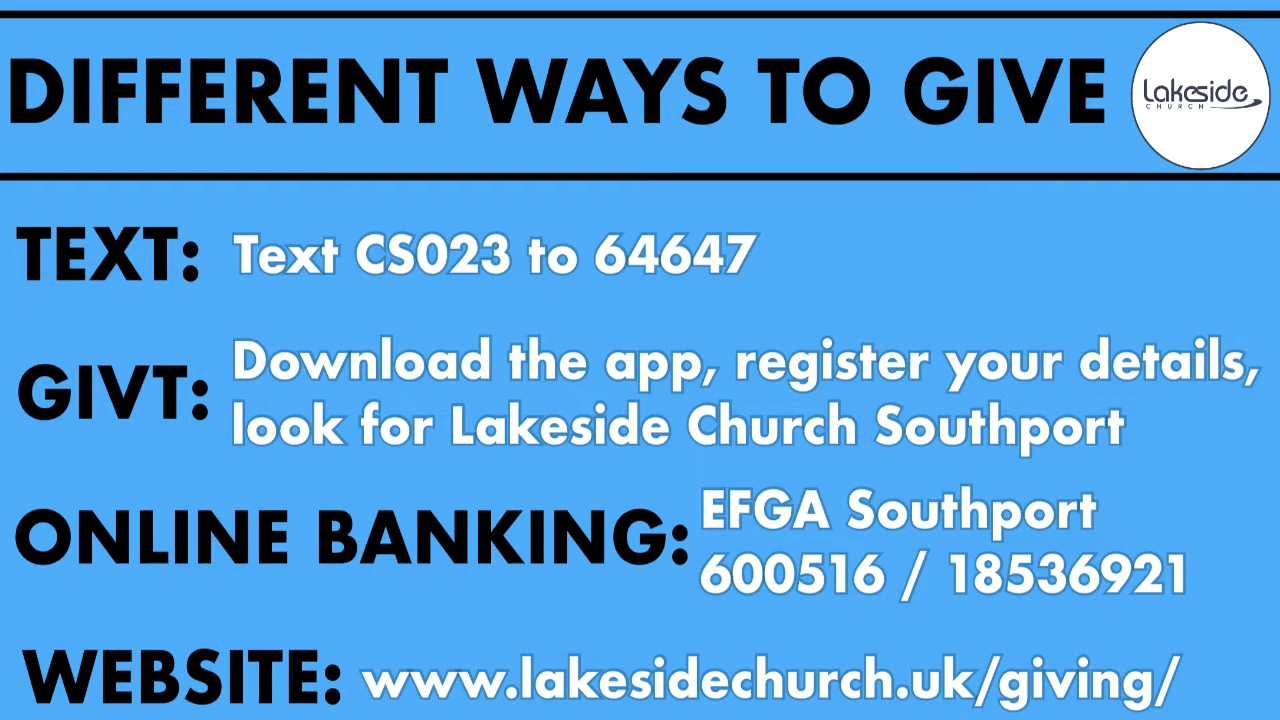 DIFFERENT WAYS TO GIVE
Lakeside
CHURCH
TEXT: Text CS023 to 64647
GIVT: Download the app, register your details,
look for Lakeside Church Southport
ONLINE BANKING: EFGA Southport
600516 / 18536921
WEBSITE: www.lakesidechurch.uk/giving/